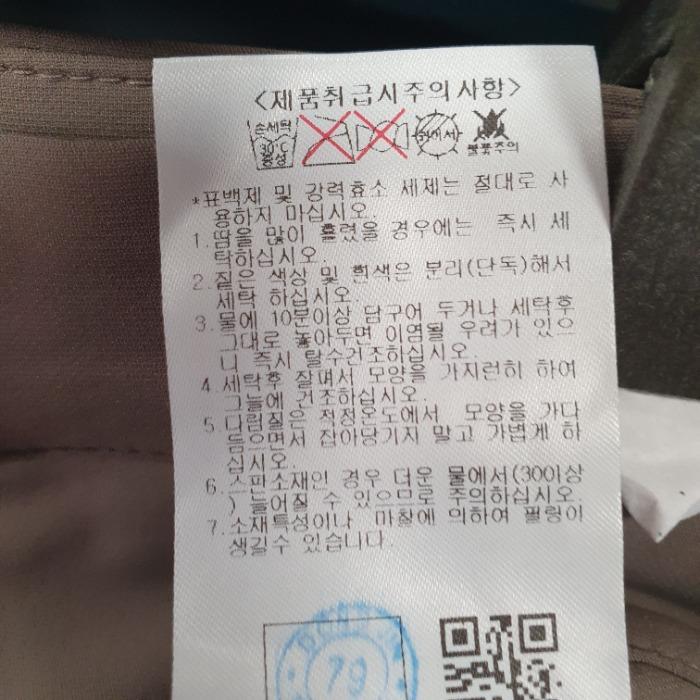 <제품취급시주의사항>
손세탁
30℃
중성
불꽃주의
*표백제 및 강력효소 세제는 절대로 사
용하지 마십시오.
1.땀을 많이 흘렸을 경우에는 즉시 세
탁하십시오.
2.짙은 색상 및 흰색은 분리(단독)해서
세탁 하십시오.
3.물에 10분이상 담구어 두거나 세탁후
그대로 놓아두면 이염될 우려가 있으
니 즉시 탈수건조하십시오.
4.세탁후 잘펴서 모양을 가지런히 하여
그늘에 건조하십시오.
5.다림질은 적정온도에서 모양을 가다
듬으면서 잡아당기지 말고 가볍게 하
십시오.
6.스판소재인 경우 더운 물에서(300이상
) 늘어질 수 있으므로 주의하십시오.
7.소재특성이나 마찰에 의하여 필링이
생길수 있습니다.
79